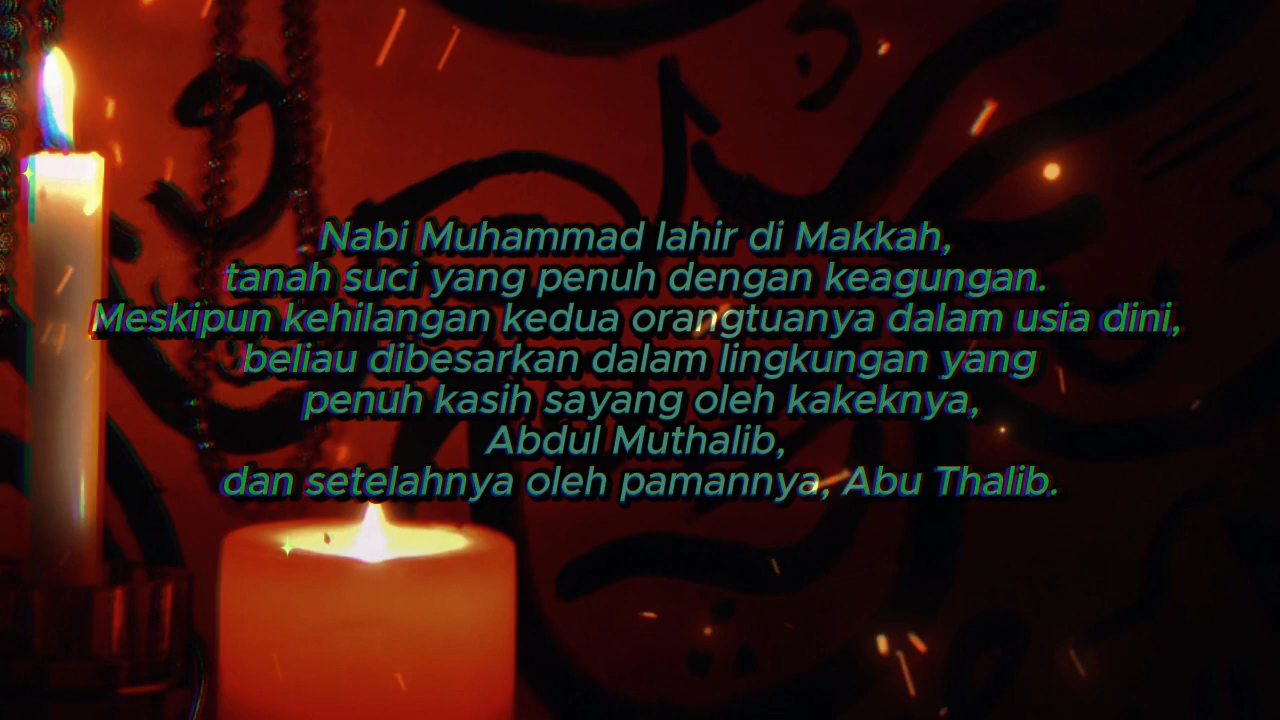 Nabi Muhammad lahir di Makkah,
tanah suci yang penuh dengan keagungan.
Meskipun kehilangan kedua orangtuanya dalam usia dini,
beliau dibesarkan dalam lingkungan yang
penuh kasih sayang oleh kakeknya,
Abdul Muthalib,
dan setelahnya oleh pamannya, Abu Thalib.